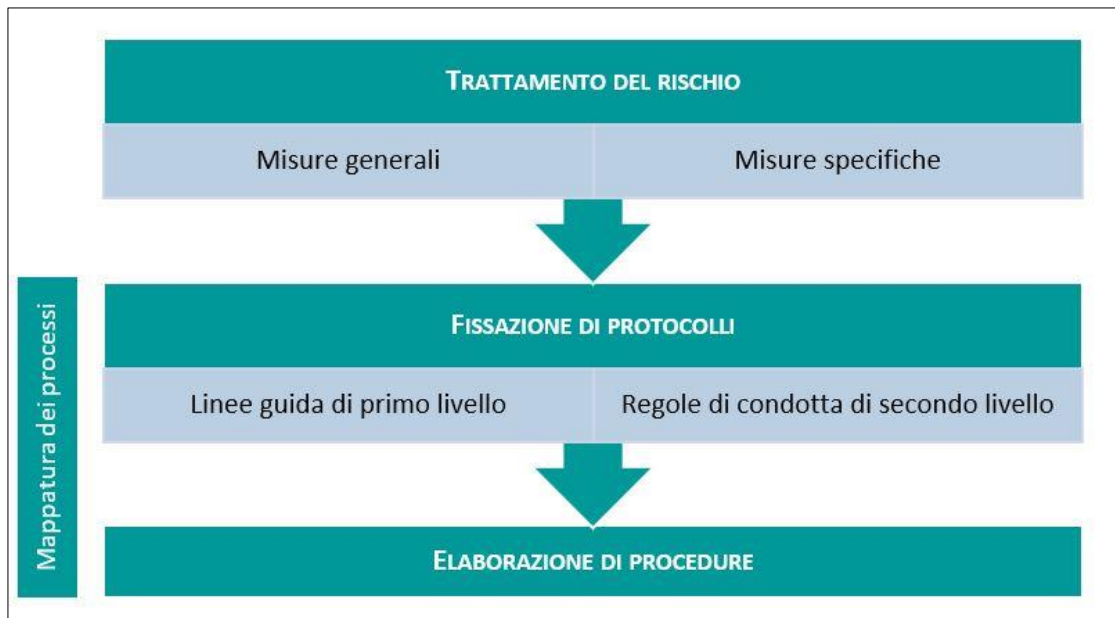 TRATTAMENTO DEL RISCHIO
Misure generali
Misure specifiche
Mappatura dei processi
FISSAZIONE DI PROTOCOLLI
Linee guida di primo livello
Regole di condotta di secondo livello
ELABORAZIONE DI PROCEDURE